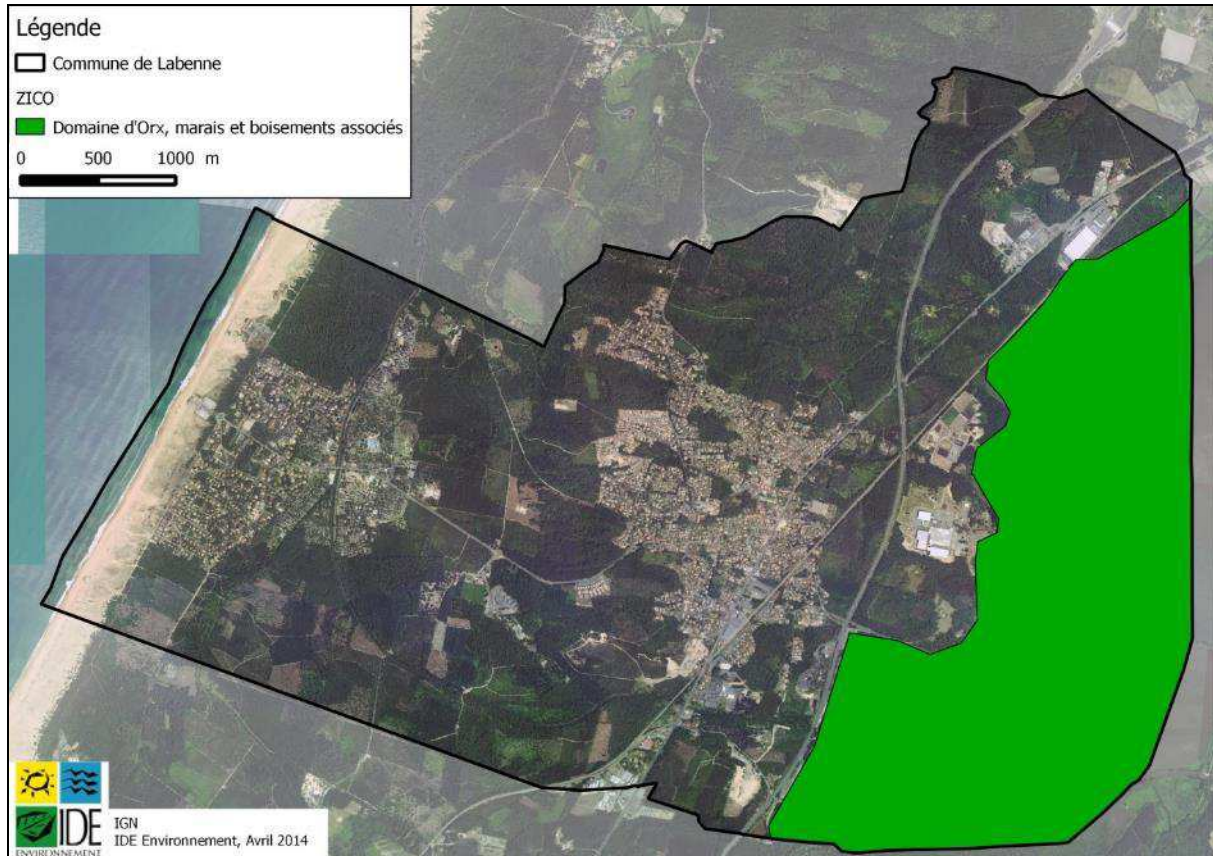 Légende
Commune de Labenne
ZICO
Domaine d'Orx, marais et boisements associés
0 500 1000 m
IDE
ENVIRONNEMENT
IGN
IDE Environnement, Avril 2014